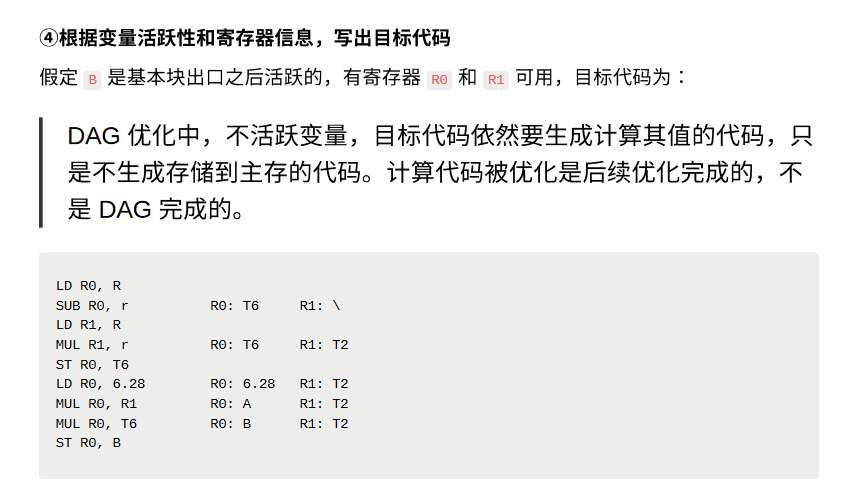 ④根据变量活跃性和寄存器信息，写出目标代码
假定 B 是基本块出口之后活跃的，有寄存器 R0 和 R1 可用，目标代码为：
DAG 优化中，不活跃变量，目标代码依然要生成计算其值的代码，只
是不生成存储到主存的代码。计算代码被优化是后续优化完成的，不
是 DAG 完成的。
LD R0, R
SUB R0, r          R0: T6     R1: \
LD R1, R
MUL R1, r          R0: T6     R1: T2
ST R0, T6
LD R0, 6.28        R0: 6.28   R1: T2
MUL R0, R1         R0: A      R1: T2
MUL R0, T6         R0: B      R1: T2
ST R0, B